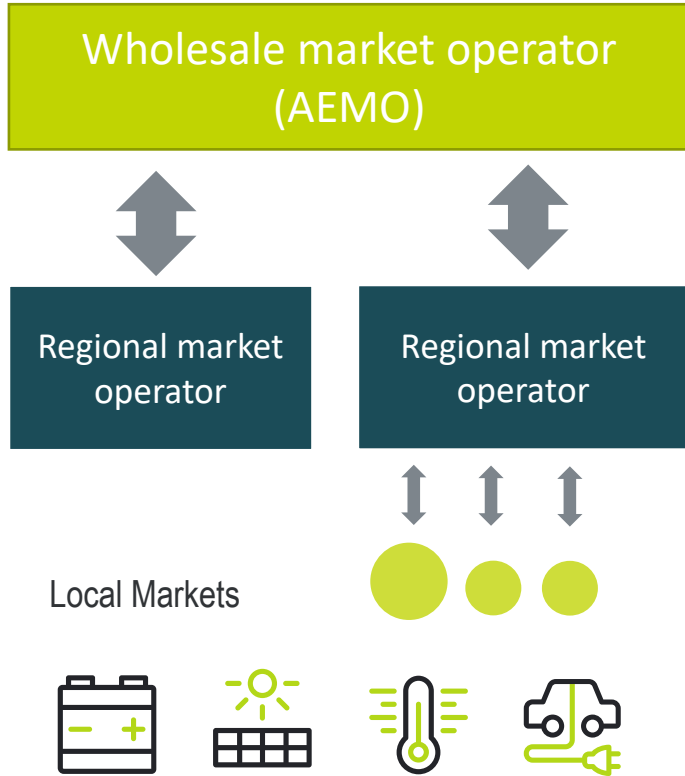 Wholesale market operator
(AEMO)
Regional market
operator
Regional market
operator
Local Markets